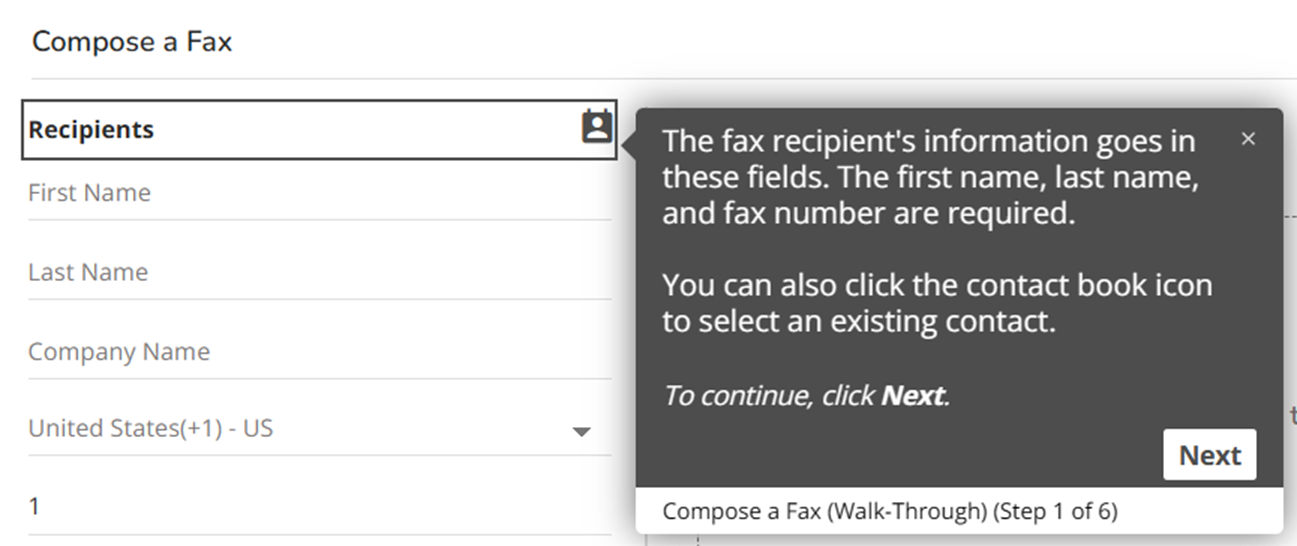 Compose a Fax
Recipients
First Name
Last Name
Company Name
United States(+1) - US
1
The fax recipient's information goes in
these fields. The first name, last name,
and fax number are required.
You can also click the contact book icon
to select an existing contact.
To continue, click Next.
Next
Compose a Fax (Walk-Through) (Step 1 of 6)